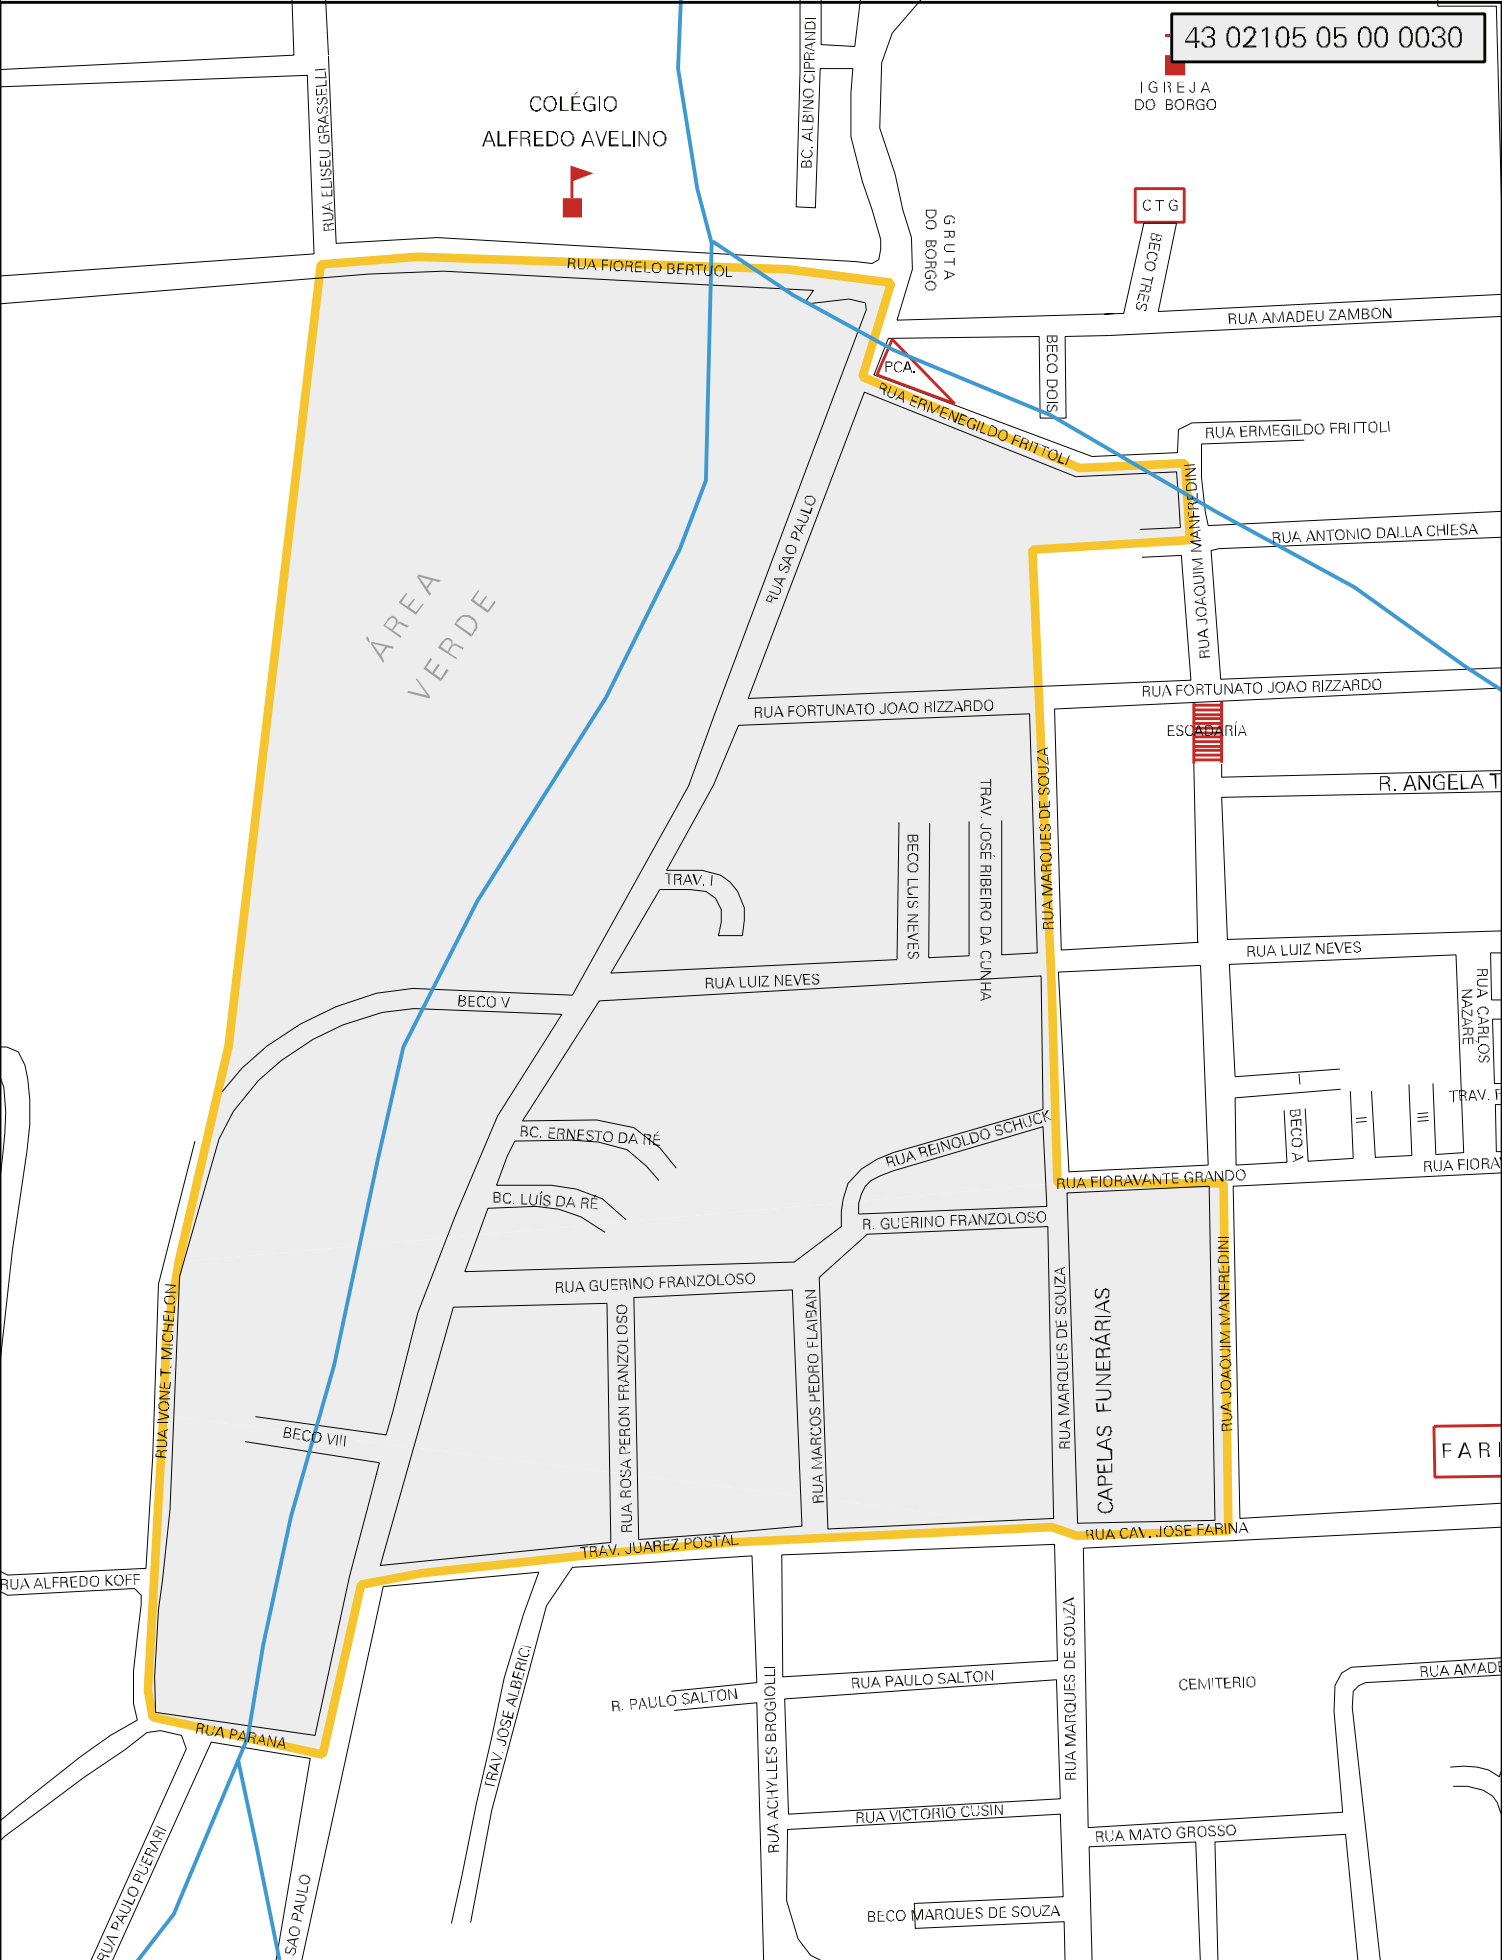 43 02105 05 00 0030
IGREJA
DO BORGO
COLÉGIO
ALFREDO AVELINO
BC. ALBINO CIPRANDI
RUA ELISEU GRASSELLI
CTG
GRUTA
DO BORGO
BECO TRES
RUA FIORELO BERTUOL
RUA AMADEU ZAMBON
BECO DOIS
PCA.
RUA ERMENEGILDO FRITTOLI
RUA ERMEGILDO FRITTOLI
RUA JOAQUIM MANFREDINI
RUA ANTONIO DALLA CHIESA
RUA SAO PAULO
ÁREA
VERDE
RUA FORTUNATO JOAO RIZZARDO
RUA FORTUNATO JOAO RIZZARDO
ESCADARÍA
R. ANGELA T
RUA MARQUES DE SOUZA
TRAV. JOSÉ RIBEIRO DA CUNHA
BECO LUIS NEVES
TRAV. I
RUA LUIZ NEVES
RUA LUIZ NEVES
BECO V
RUA CARLOS
NAZARE
TRAV. F
I
II
III
BECO A
BC. ERNESTO DA RÉ
RUA REINOLDO SCHUCK
RUA FIORAVANTE GRANDO
RUA FIORA
BC. LUÍS DA RÉ
R. GUERINO FRANZOLOSO
RUA GUERINO FRANZOLOSO
RUA IVONE T. MICHELON
RUA ROSA PERON FRANZOLOSO
RUA MARCOS PEDRO FLAIBAN
RUA MARQUES DE SOUZA
CAPELAS FUNERÁRIAS
RUA JOAQUIM MANFREDINI
BECO VIII
FARI
RUA CAV. JOSE FARINA
TRAV. JUAREZ POSTAL
RUA ALFREDO KOFF
TRAV. JOSE ALBERICI
RUA MARQUES DE SOUZA
R. PAULO SALTON
RUA PAULO SALTON
CEMITERIO
RUA AMADE
RUA ACHYLLES BROGIOLLI
RUA PARANA
RUA VICTORIO CUSIN
RUA MATO GROSSO
RUA PAULO PUERARI
SAO PAULO
BECO MARQUES DE SOUZA